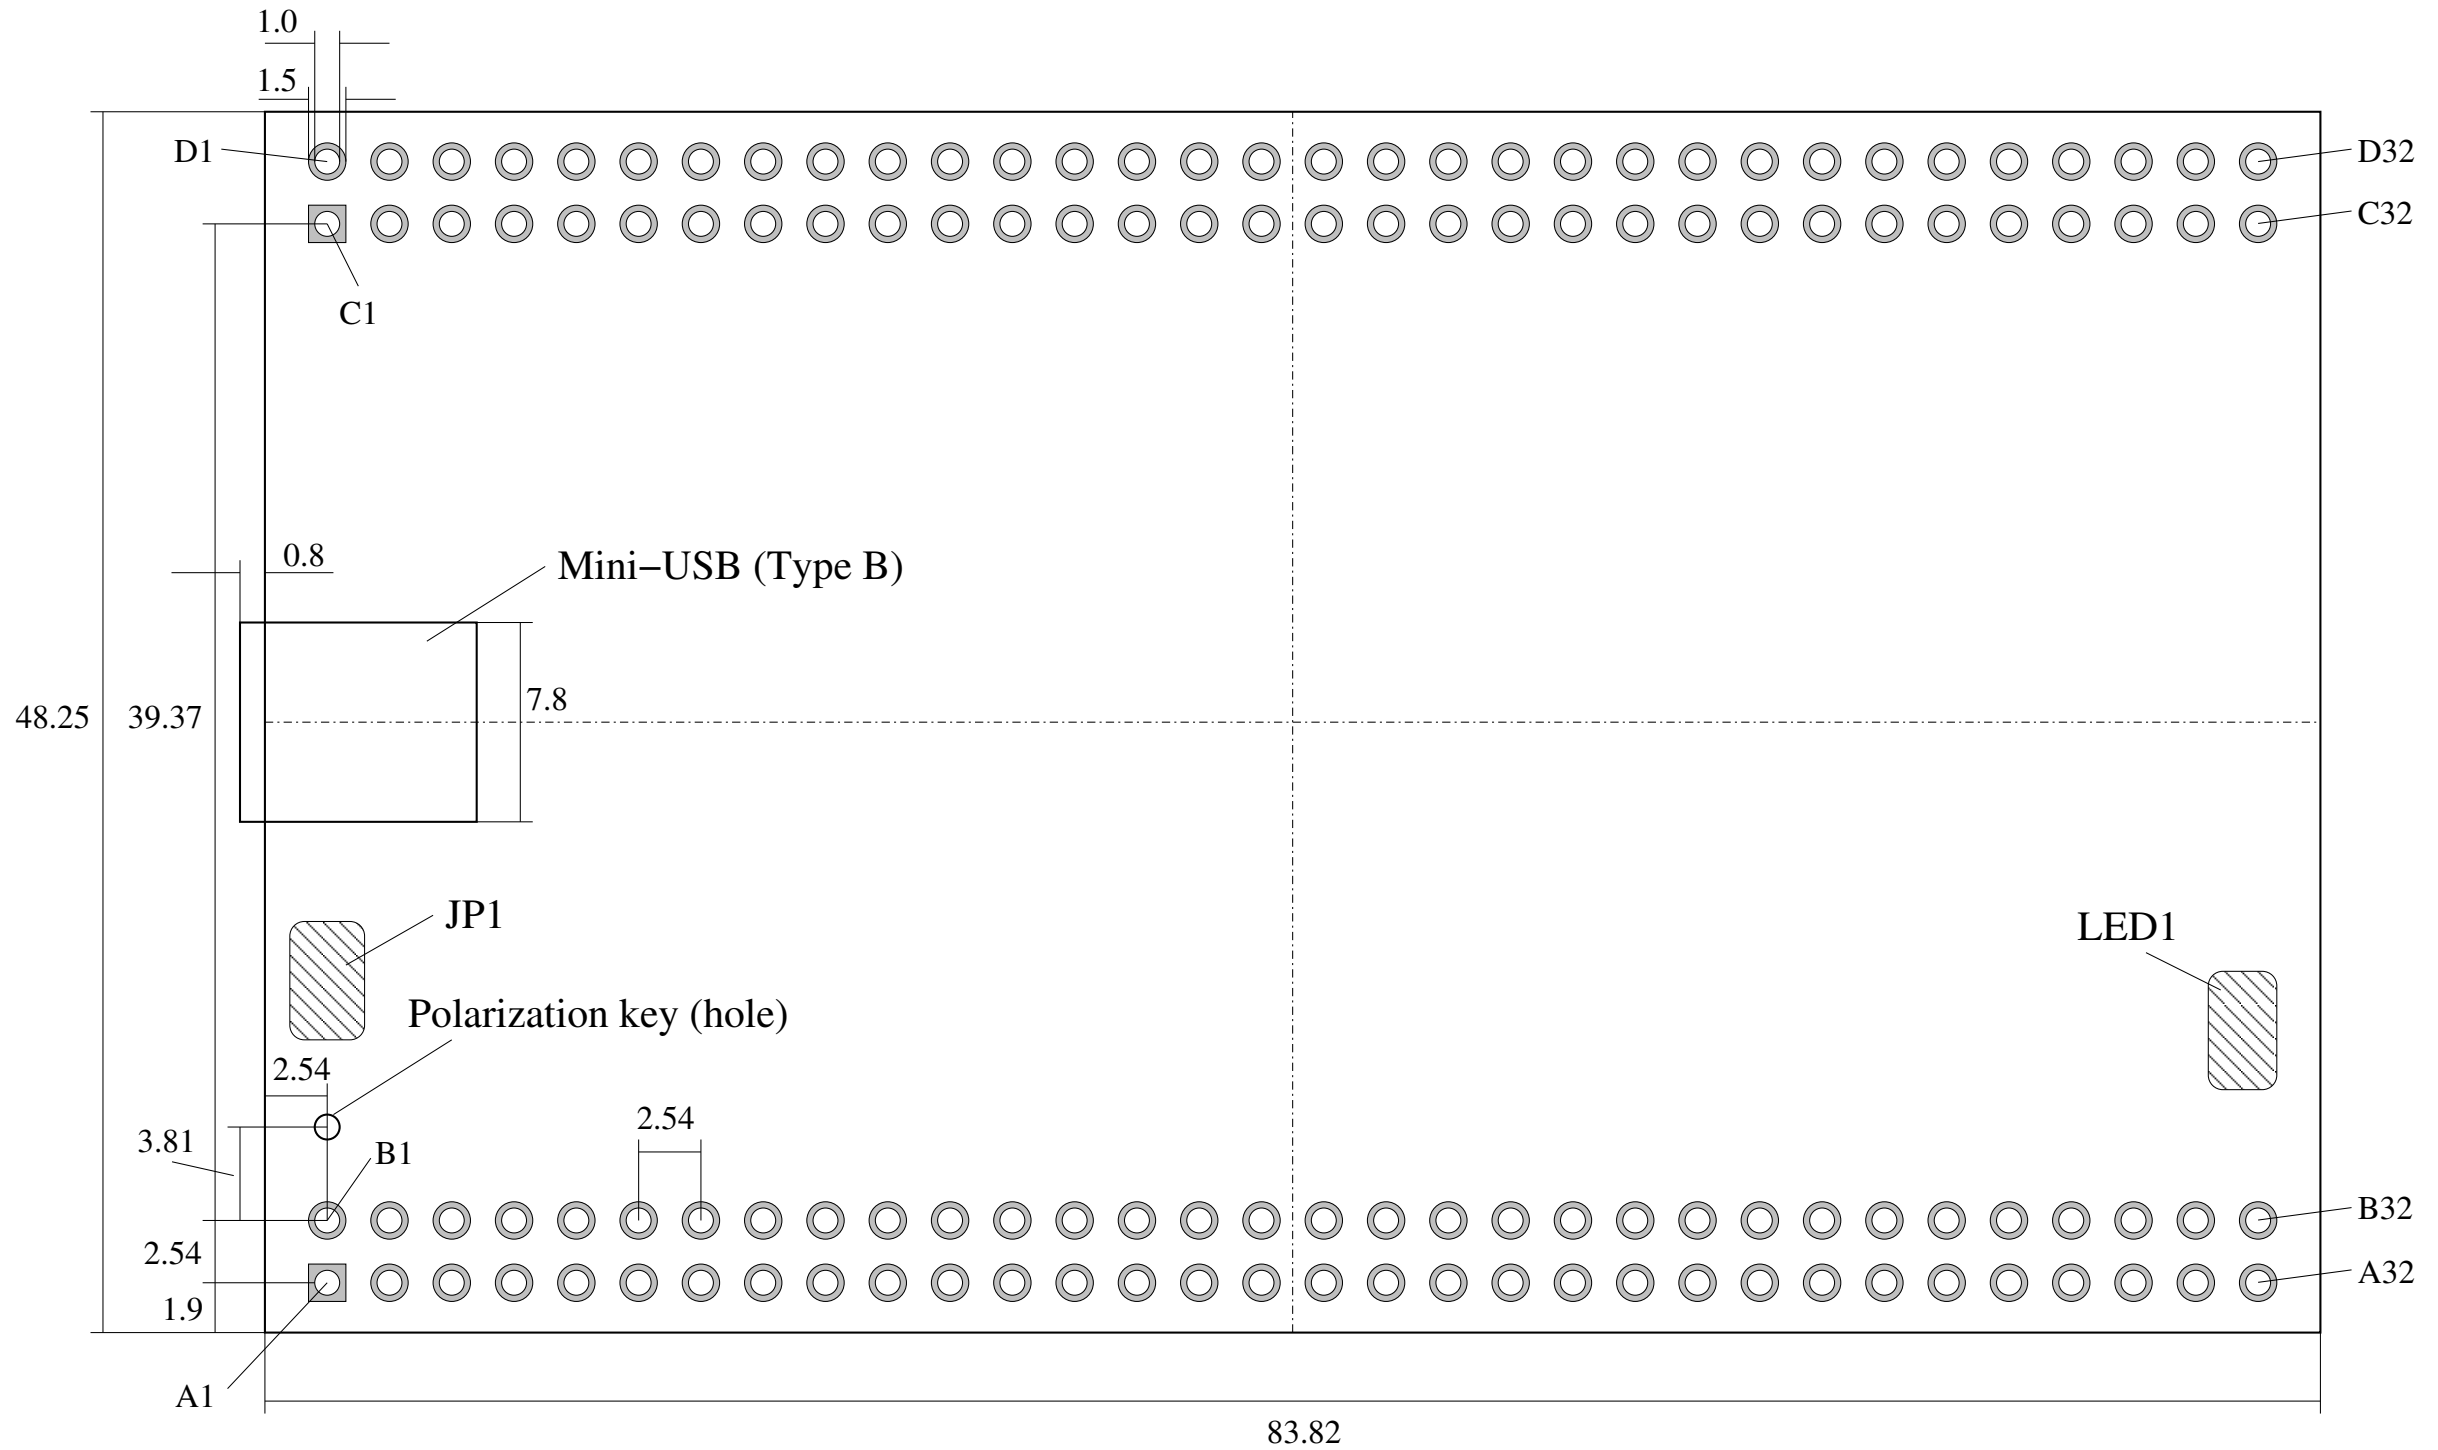 1.0
1.5
D1
D32
C32
C1
0.8
Mini−USB (Type B)
7.8
48.25
39.37
JP1
LED1
Polarization key (hole)
2.54
2.54
3.81
B1
B32
2.54
A32
1.9
A1
83.82